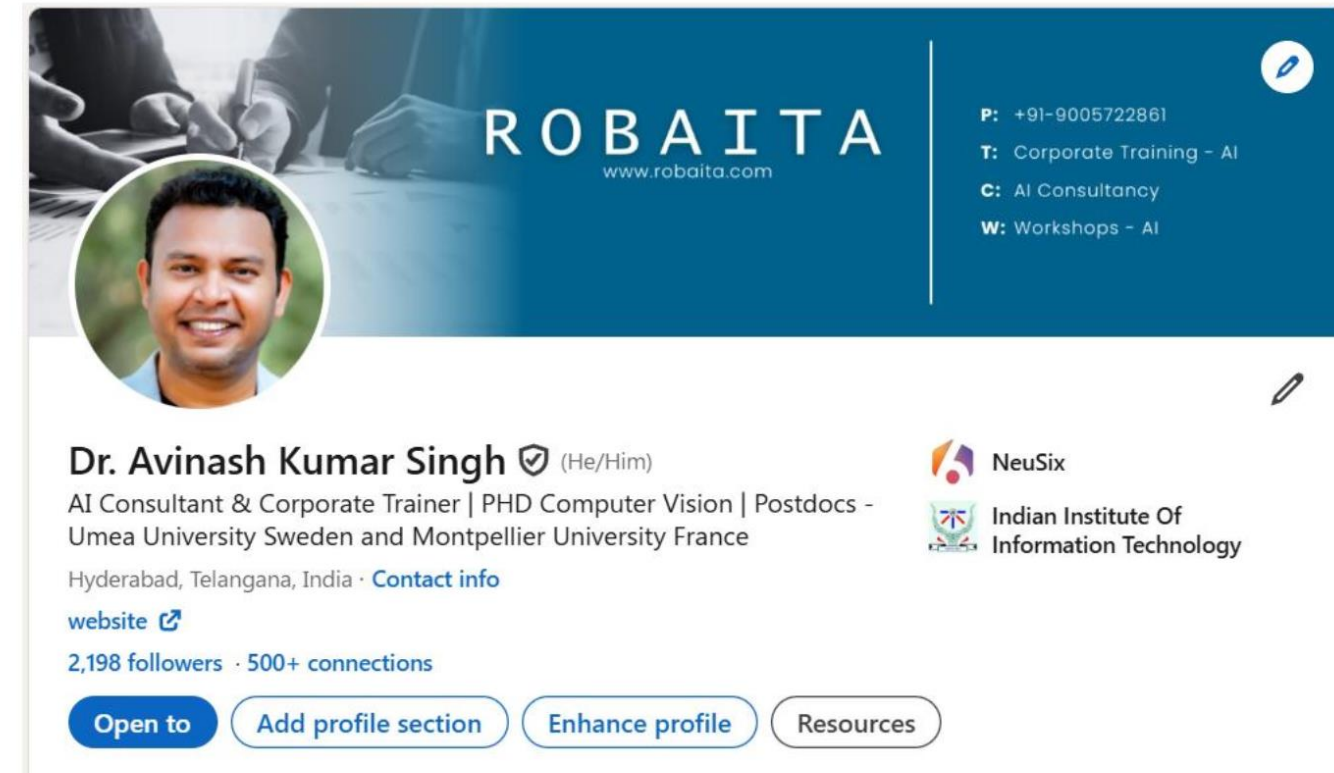 ROBAITA
www.robaita.com
P: +91-9005722861
T: Corporate Training - AI
C: AI Consultancy
W: Workshops - AI
Dr. Avinash Kumar Singh (He/Him)
AI Consultant & Corporate Trainer | PHD Computer Vision | Postdocs -
Umea University Sweden and Montpellier University France
Hyderabad, Telangana, India · Contact info
website
2,198 followers · 500+ connections
NeuSix
Indian Institute Of
Information Technology
Open to
Add profile section
Enhance profile
Resources